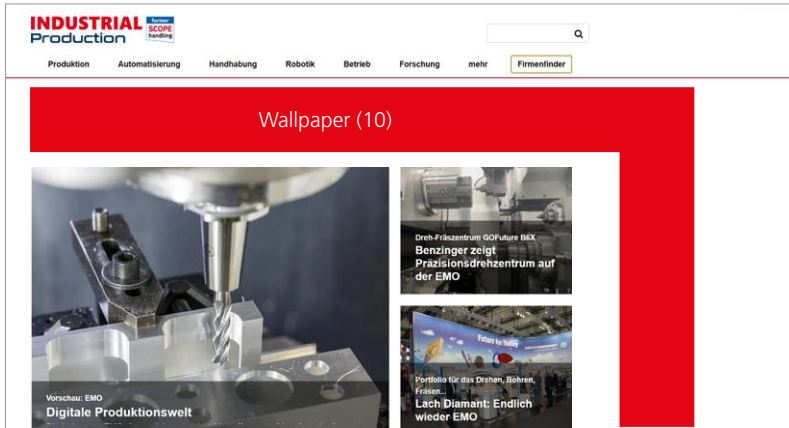 INDUSTRIAL
Production
former
SCOPE
handling
Produktion Automatisierung Handhabung Robotik Betrieb Forschung mehr Firmenfinder
Wallpaper (10)
Dreh-Fräszentrum GOFuture B6X
Benzinger zeigt
Präzisionsdrehzentrum auf
der EMO
Future for today
Portfolio für das Drehen, Bohren,
Fräsen...
Lach Diamant: Endlich
wieder EMO
Vorschau: EMO
Digitale Produktionswelt